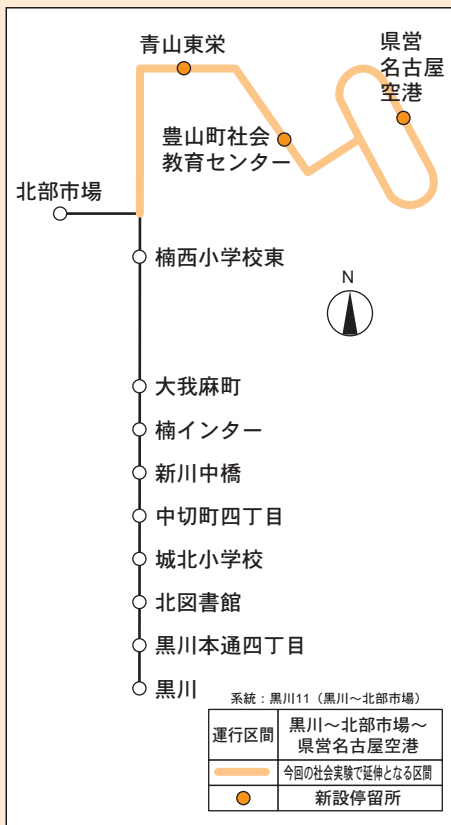 青山東栄
県営
名古屋
空港
豊山町社会
教育センター
北部市場
楠西小学校東
N
大我麻町
楠インター
新川中橋
中切町四丁目
城北小学校
北図書館
黒川本通四丁目
黒川
系統：黒川11（黒川〜北部市場）
運行区間
黒川〜北部市場〜
県営名古屋空港
今回の社会実験で延伸となる区間
新設停留所